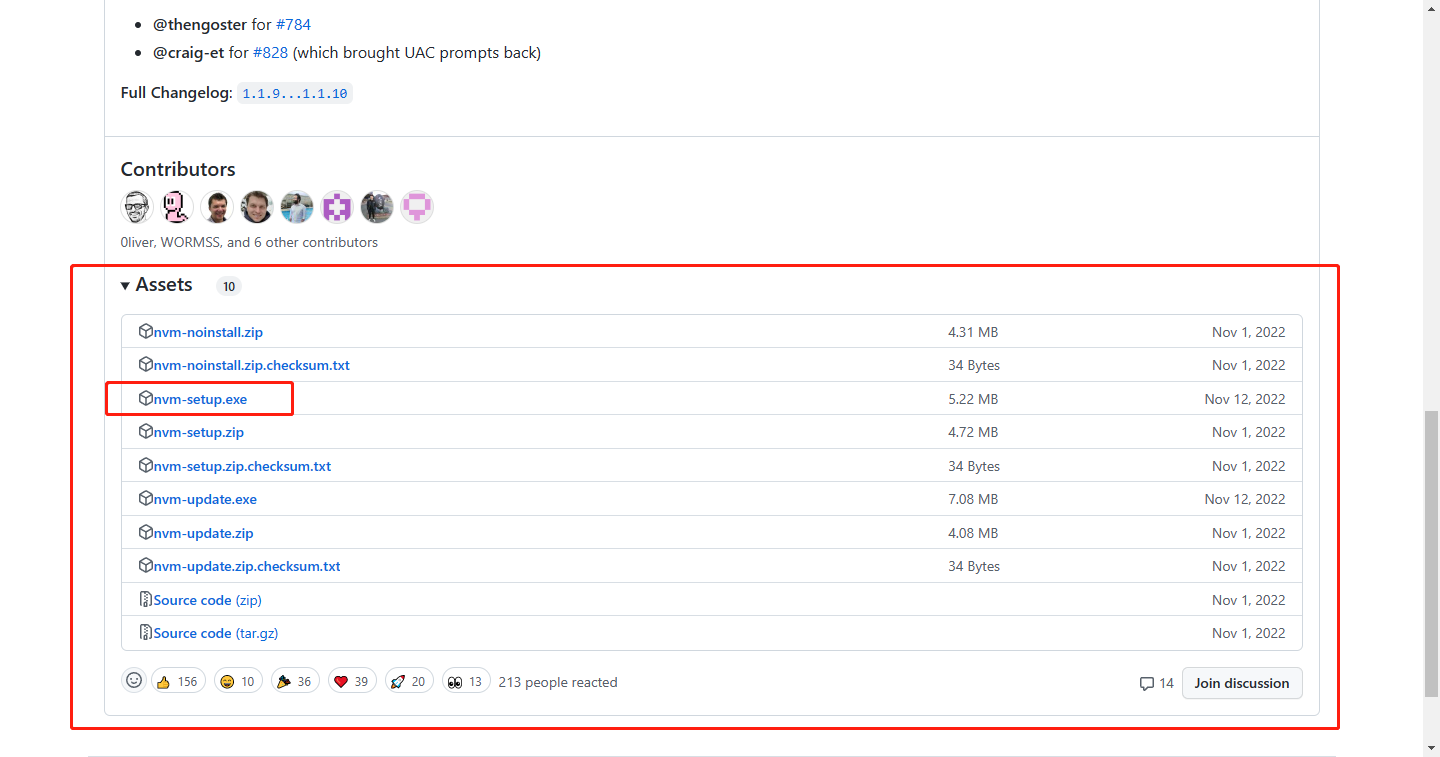 @thengoster for #784
@craig-et for #828 (which brought UAC prompts back)
Full Changelog: 1.1.9...1.1.10
Contributors
0liver, WORMSS, and 6 other contributors
Assets 10
nvm-noinstall.zip 4.31 MB Nov 1, 2022
nvm-noinstall.zip.checksum.txt 34 Bytes Nov 1, 2022
nvm-setup.exe 5.22 MB Nov 12, 2022
nvm-setup.zip 4.72 MB Nov 1, 2022
nvm-setup.zip.checksum.txt 34 Bytes Nov 1, 2022
nvm-update.exe 7.08 MB Nov 12, 2022
nvm-update.zip 4.08 MB Nov 1, 2022
nvm-update.zip.checksum.txt 34 Bytes Nov 1, 2022
Source code (zip) Nov 1, 2022
Source code (tar.gz) Nov 1, 2022
156 10 36 39 20 13 213 people reacted 14 Join discussion